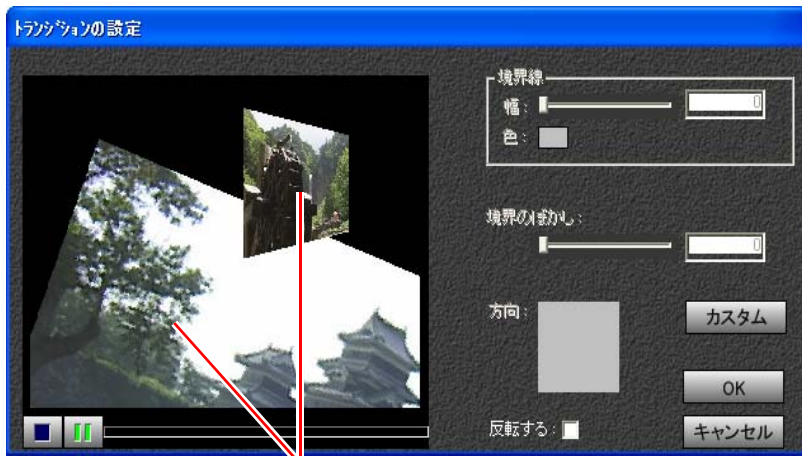 トランジションの設定
境界線
幅：
0
色：
境界のぼかし：
0
方向：
カスタム
OK
反転する：
キャンセル